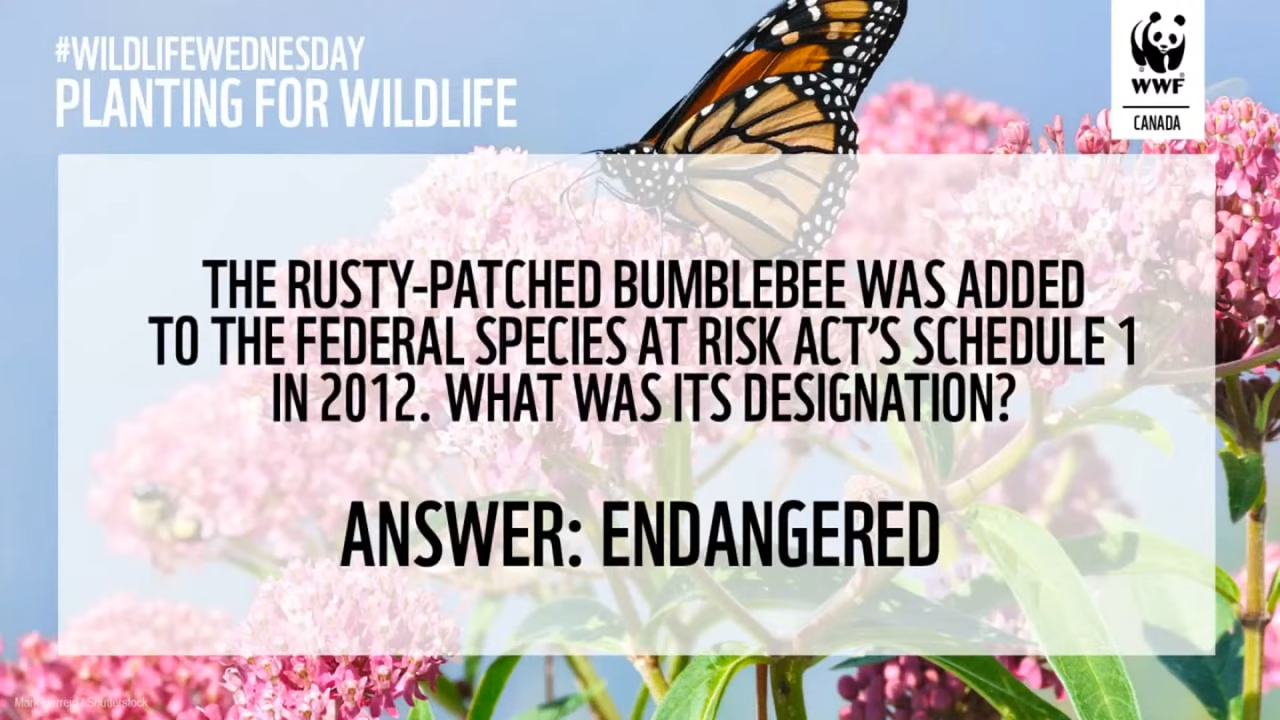 #WILDLIFEWEDNESDAY
PLANTING FOR WILDLIFE
WWF
CANADA
THE RUSTY-PATCHED BUMBLEBEE WAS ADDED
TO THE FEDERAL SPECIES AT RISK ACT’S SCHEDULE 1
IN 2012. WHAT WAS ITS DESIGNATION?
ANSWER: ENDANGERED
Shutterstock